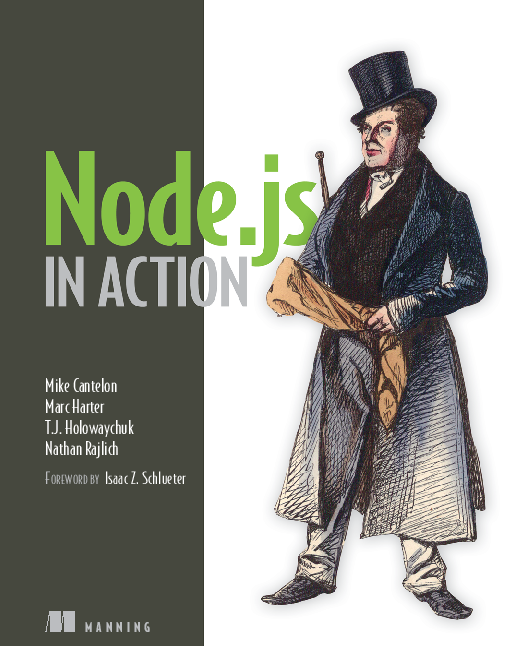 Node.js
IN ACTION
Mike Cantelon
Marc Harter
T.J. Holowaychuk
Nathan Rajlich
FOREWORD BY Isaac Z. Schlueter
MANNING